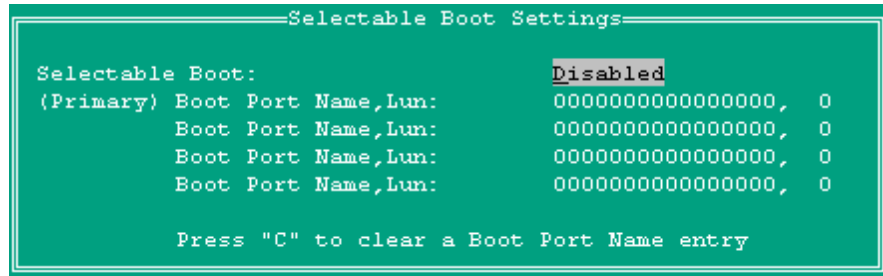 Selectable Boot Settings
Selectable Boot: Disabled
(Primary) Boot Port Name,Lun: 0000000000000000, 0
Boot Port Name,Lun: 0000000000000000, 0
Boot Port Name,Lun: 0000000000000000, 0
Boot Port Name,Lun: 0000000000000000, 0
Press "C" to clear a Boot Port Name entry